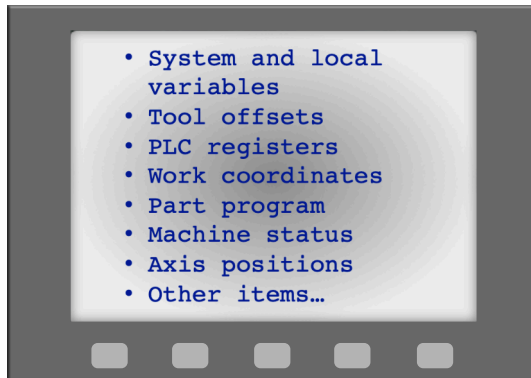 • System and local
variables
• Tool offsets
• PLC registers
• Work coordinates
• Part program
• Machine status
• Axis positions
• Other items…